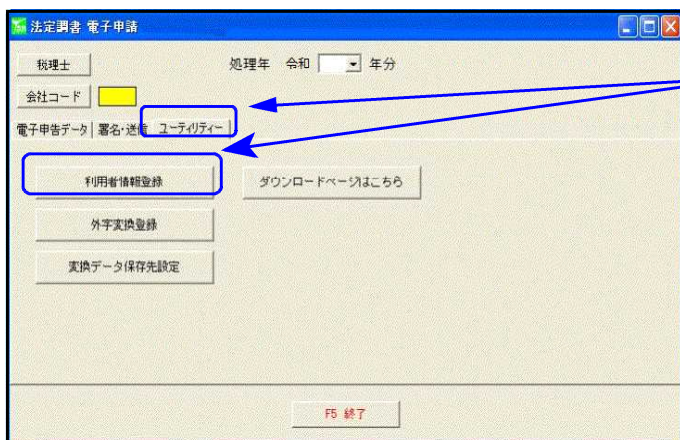 法定調書 電子申請
税理士 処理年 令和 年分
会社コード
電子申告データ 署名・送信 ユーティリティー
利用者情報登録 ダウンロードページはこちら
外字変換登録
変換データ保存先設定
F5 終了